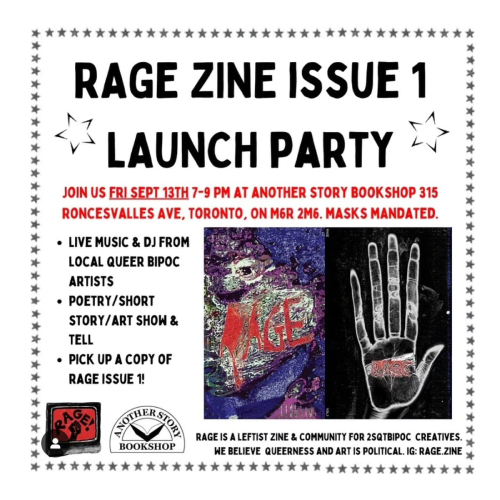 RAGE ZINE ISSUE 1
LAUNCH PARTY
JOIN US FRI SEPT 13TH 7-9 PM AT ANOTHER STORY BOOKSHOP 315
RONCESVALLES AVE, TORONTO, ON M6R 2M6. MASKS MANDATED.
• LIVE MUSIC & DJ FROM
LOCAL QUEER BIPOC
ARTISTS
• POETRY/SHORT
STORY/ART SHOW &
TELL
• PICK UP A COPY OF
RAGE ISSUE 1!
RAGE
RAGE
ANOTHER STORY
BOOKSHOP
RAGE IS A LEFTIST ZINE & COMMUNITY FOR 2SQTBIPOC CREATIVES.
WE BELIEVE QUEERNESS AND ART IS POLITICAL. IG: RAGE.ZINE